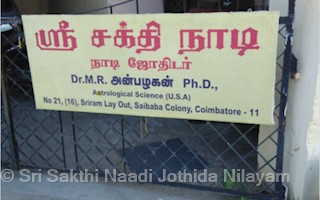 ஸ்ரீ சக்தி நாடி
நாடி ஜோதிடர்
Dr.M.R. அன்பழகன் Ph.D.,
Astrological Science (U.S.A)
No 21, (16), Sriram Lay Out, Saibaba Colony, Coimbatore - 11
© Sri Sakthi Naadi Jothida Nilayam